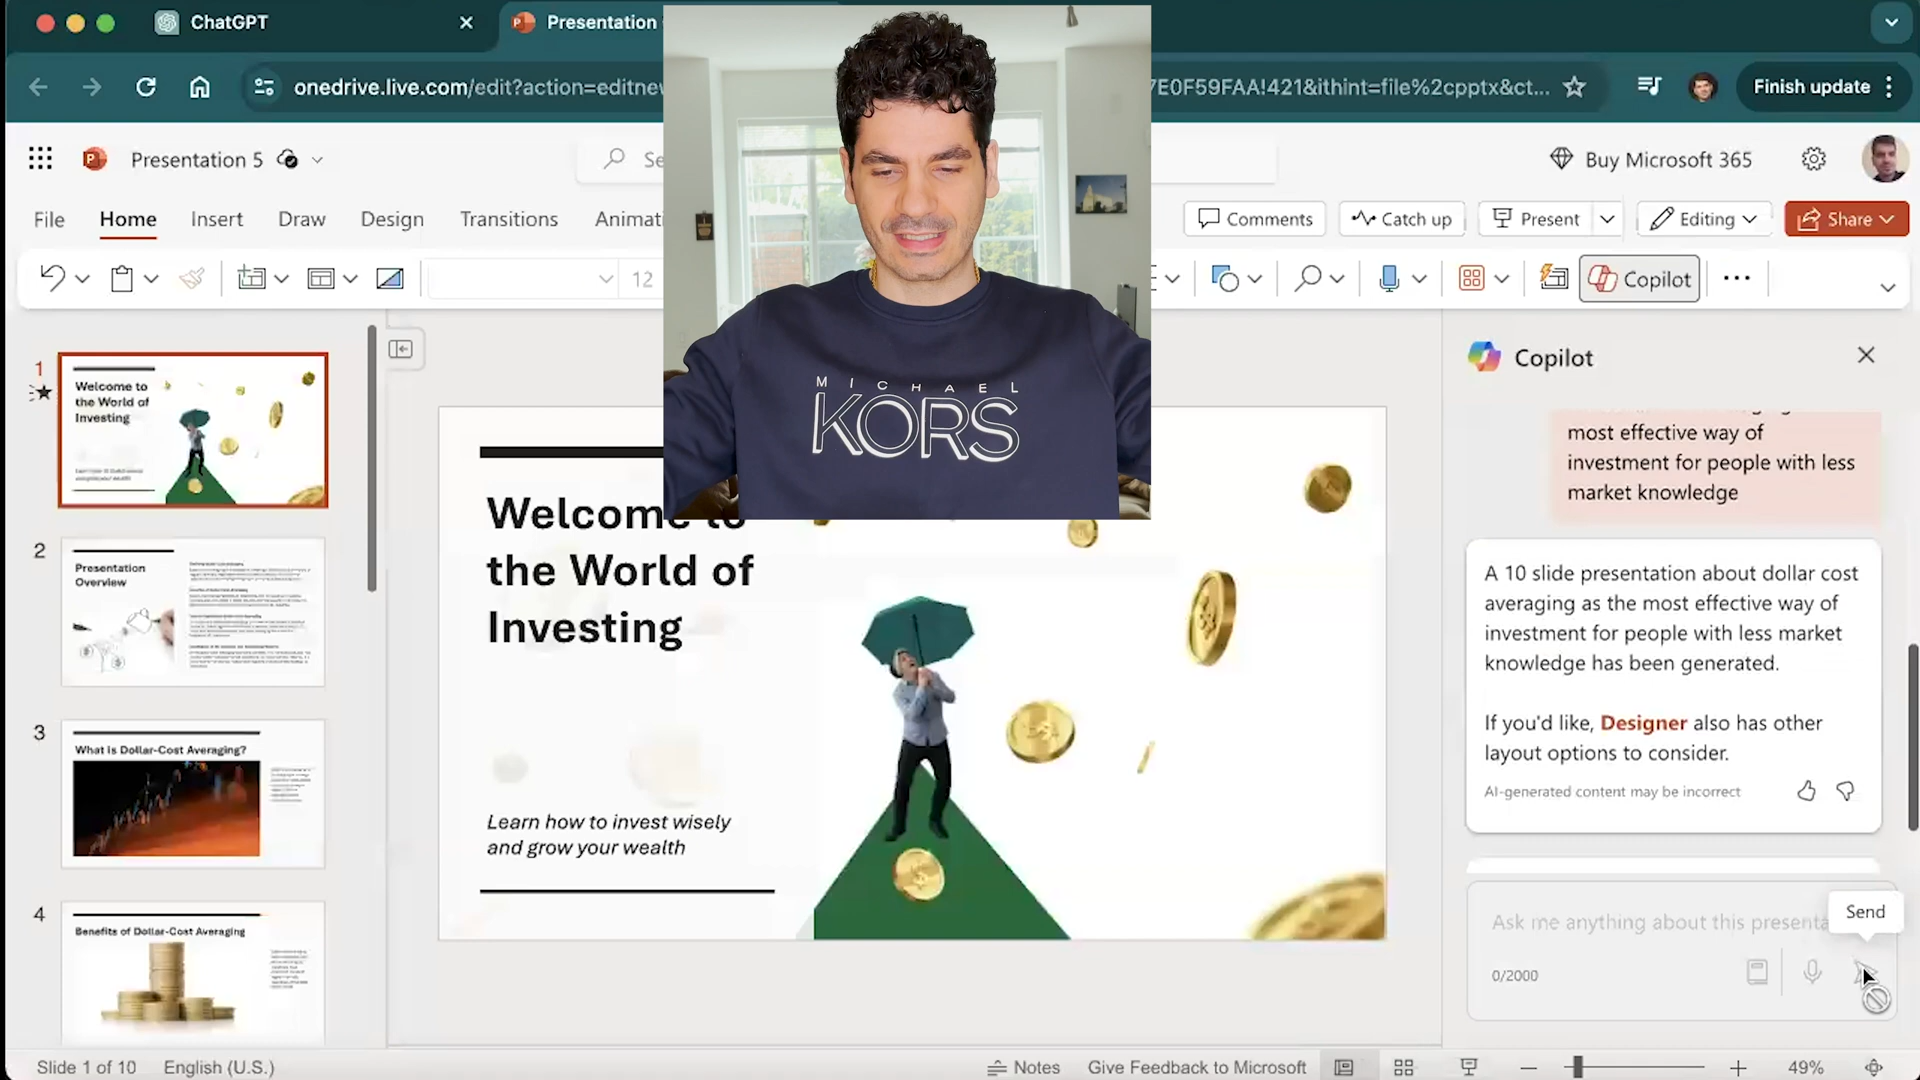 ChatGPT
Presentation
onedrive.live.com/edit?action=editnew
7E0F59FAA!421&ithint=file%2cpptx&ct...
Finish update
Presentation 5
Se
Buy Microsoft 365
File
Home
Insert
Draw
Design
Transitions
Animati
Comments
Catch up
Present
Editing
Share
12
Copilot
MICHAEL
KORS
1
Welcome to
the World of
Investing
2
Presentation
Overview
3
What is Dollar-Cost Averaging?
4
Benefits of Dollar-Cost Averaging
Welcome to
the World of
Investing
Learn how to invest wisely
and grow your wealth
Copilot
most effective way of
investment for people with less
market knowledge
A 10 slide presentation about dollar cost
averaging as the most effective way of
investment for people with less market
knowledge has been generated.
If you'd like, Designer also has other
layout options to consider.
AI-generated content may be incorrect
Ask me anything about this presenta
Send
0/2000
Slide 1 of 10
English (U.S.)
Notes
Give Feedback to Microsoft
49%